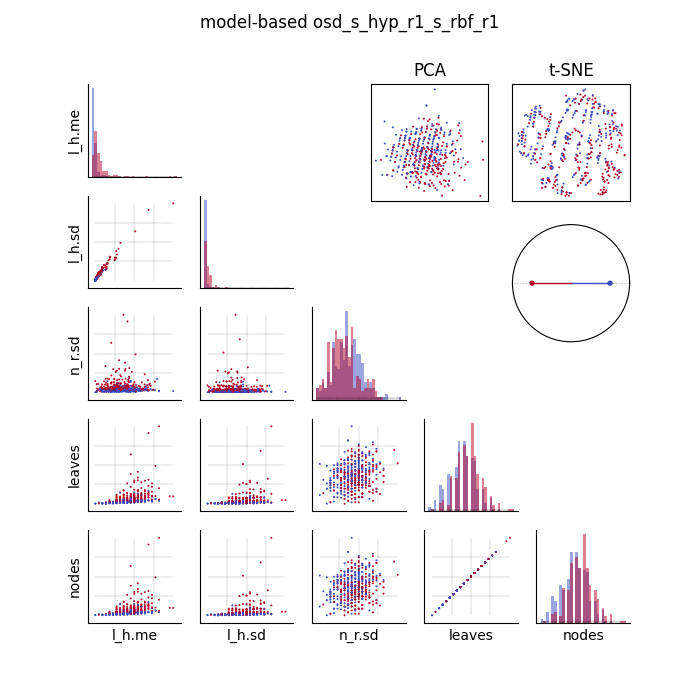 model-based osd_s_hyp_r1_s_rbf_r1
PCA
t-SNE
l_h.me
l_h.sd
n_r.sd
leaves
nodes
l_h.me
l_h.sd
n_r.sd
leaves
nodes